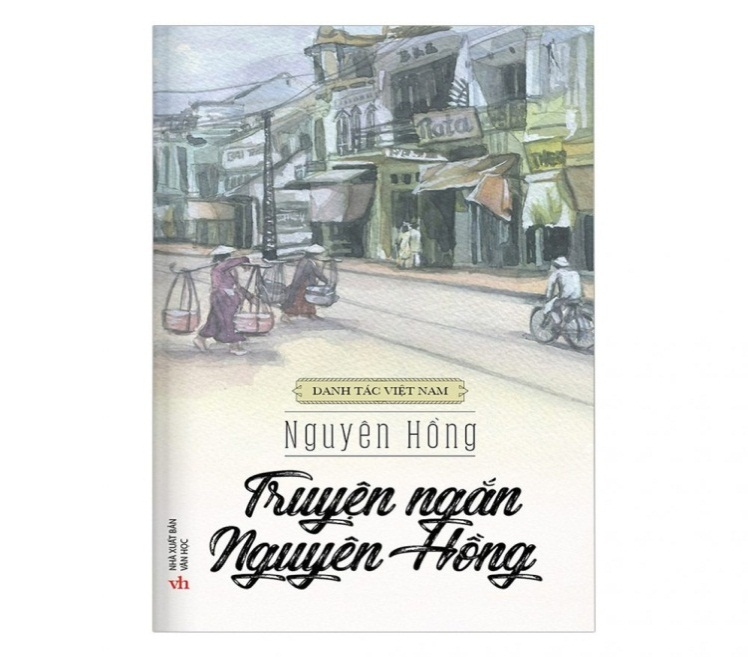 Rata
DANH TÁC VIỆT NAM
Nguyên Hồng
Truyện ngắn
Nguyên Hồng
NHÀ XUẤT BẢN
VĂN HỌC
vh